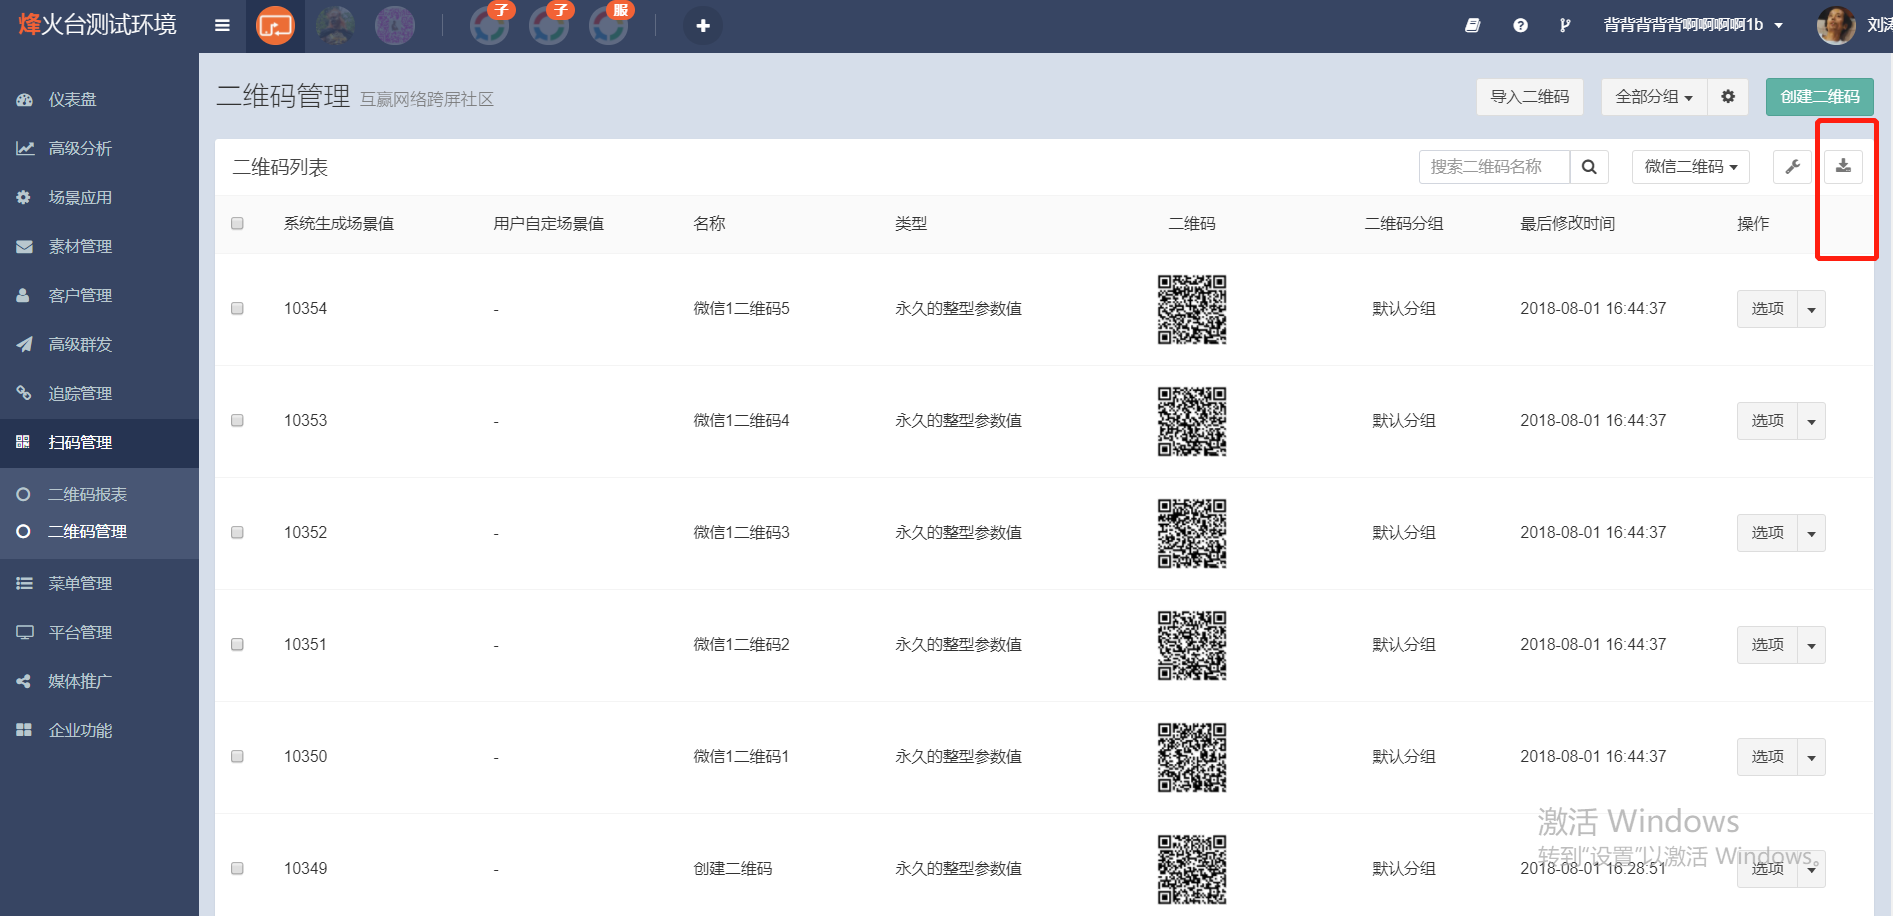 烽火台测试环境
子
子
服
背背背背背啊啊啊啊1b
刘涛
仪表盘
高级分析
场景应用
素材管理
客户管理
高级群发
追踪管理
扫码管理
二维码报表
二维码管理
菜单管理
平台管理
媒体推广
企业功能
二维码管理 互赢网络跨屏社区
导入二维码
全部分组
创建二维码
二维码列表
搜索二维码名称
微信二维码
系统生成场景值 用户自定场景值 名称 类型 二维码 二维码分组 最后修改时间 操作
10354 - 微信1二维码5 永久的整型参数值 默认分组 2018-08-01 16:44:37 选项
10353 - 微信1二维码4 永久的整型参数值 默认分组 2018-08-01 16:44:37 选项
10352 - 微信1二维码3 永久的整型参数值 默认分组 2018-08-01 16:44:37 选项
10351 - 微信1二维码2 永久的整型参数值 默认分组 2018-08-01 16:44:37 选项
10350 - 微信1二维码1 永久的整型参数值 默认分组 2018-08-01 16:44:37 选项
10349 - 创建二维码 永久的整型参数值 默认分组 2018-08-01 16:28:51 选项
激活 Windows
转到"设置"以激活 Windows。